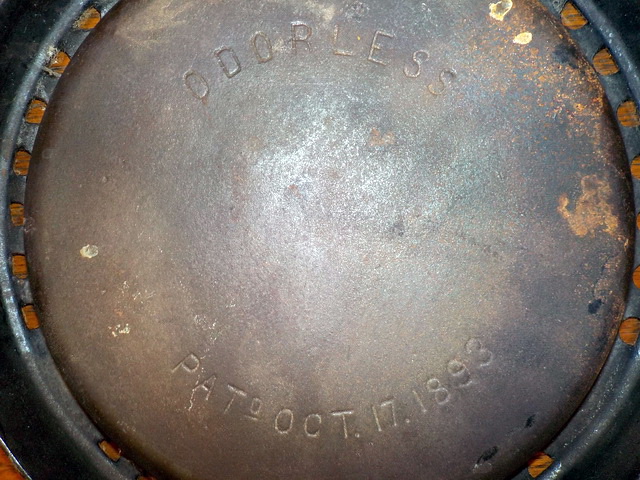 ODORLESS
PATD OCT. 17. 1893